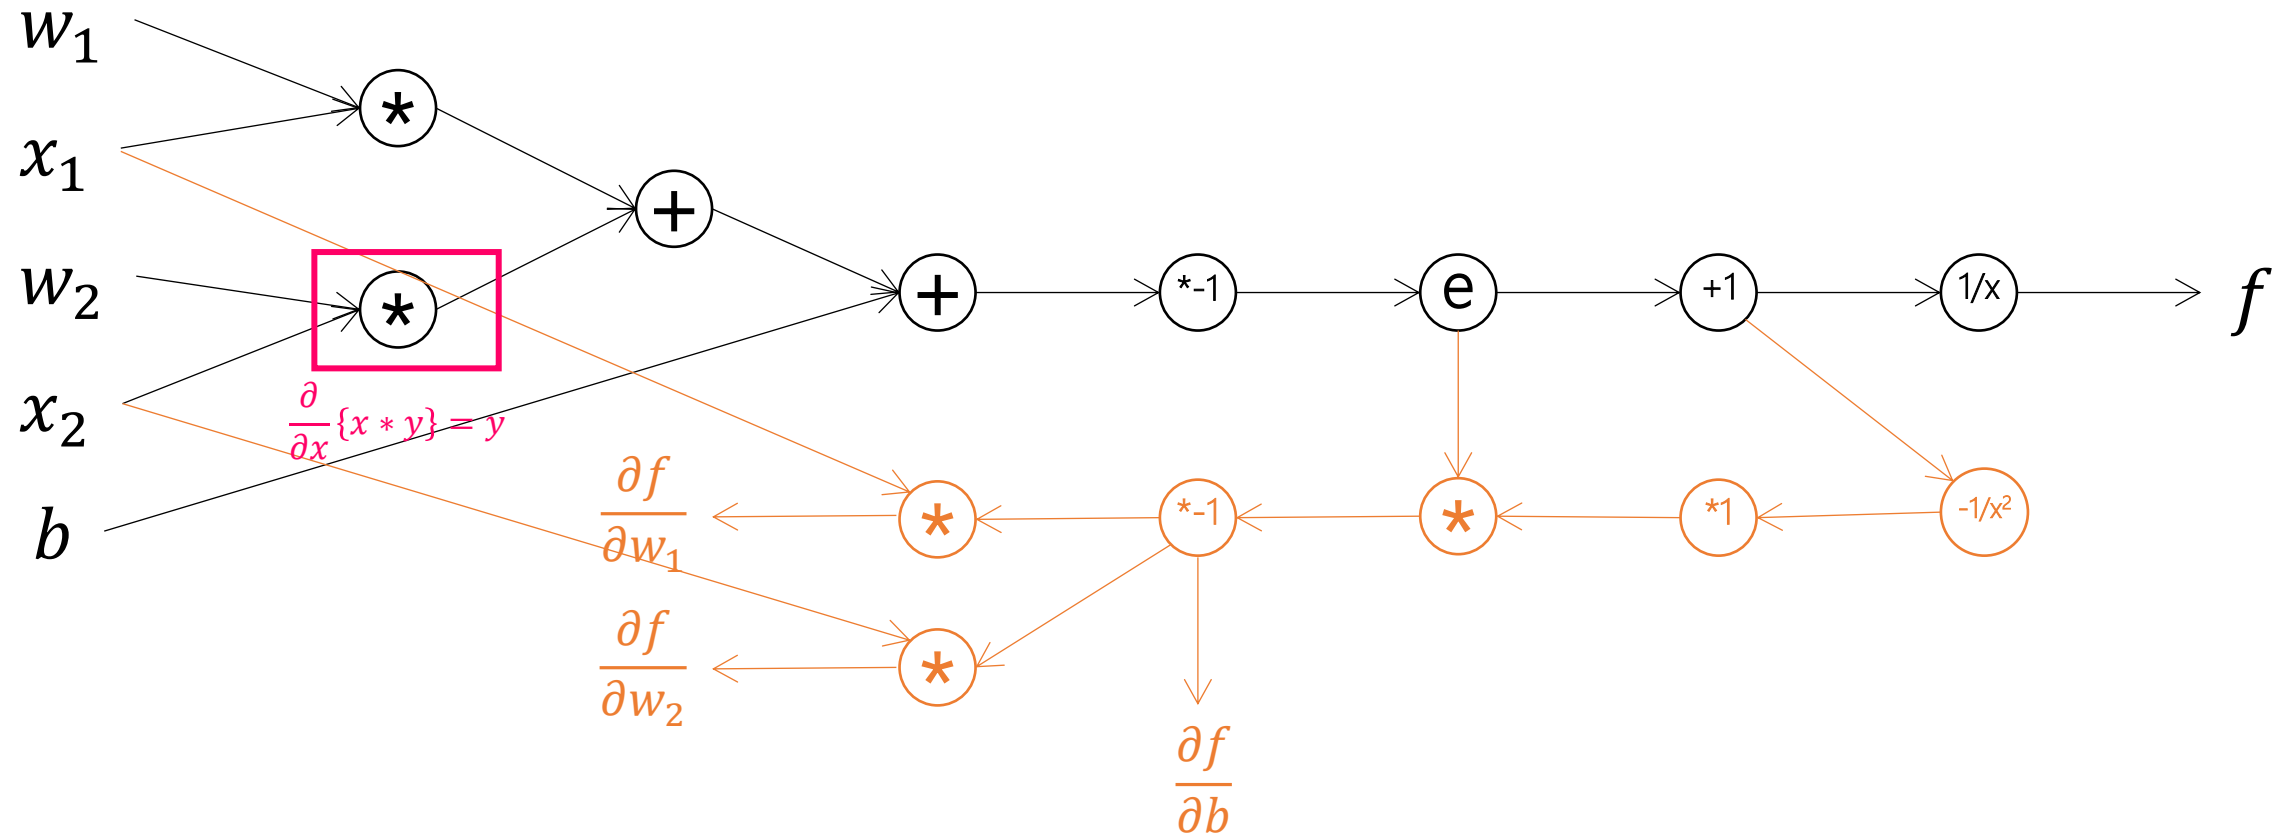 w₁
*
x₁
+
w₂
*
+
*-1
e
+1
1/x
f
x₂
∂/∂x {x * y} = y
b
∂f/∂w₁
*
*-1
*
*1
-1/x²
∂f/∂w₂
*
∂f/∂b